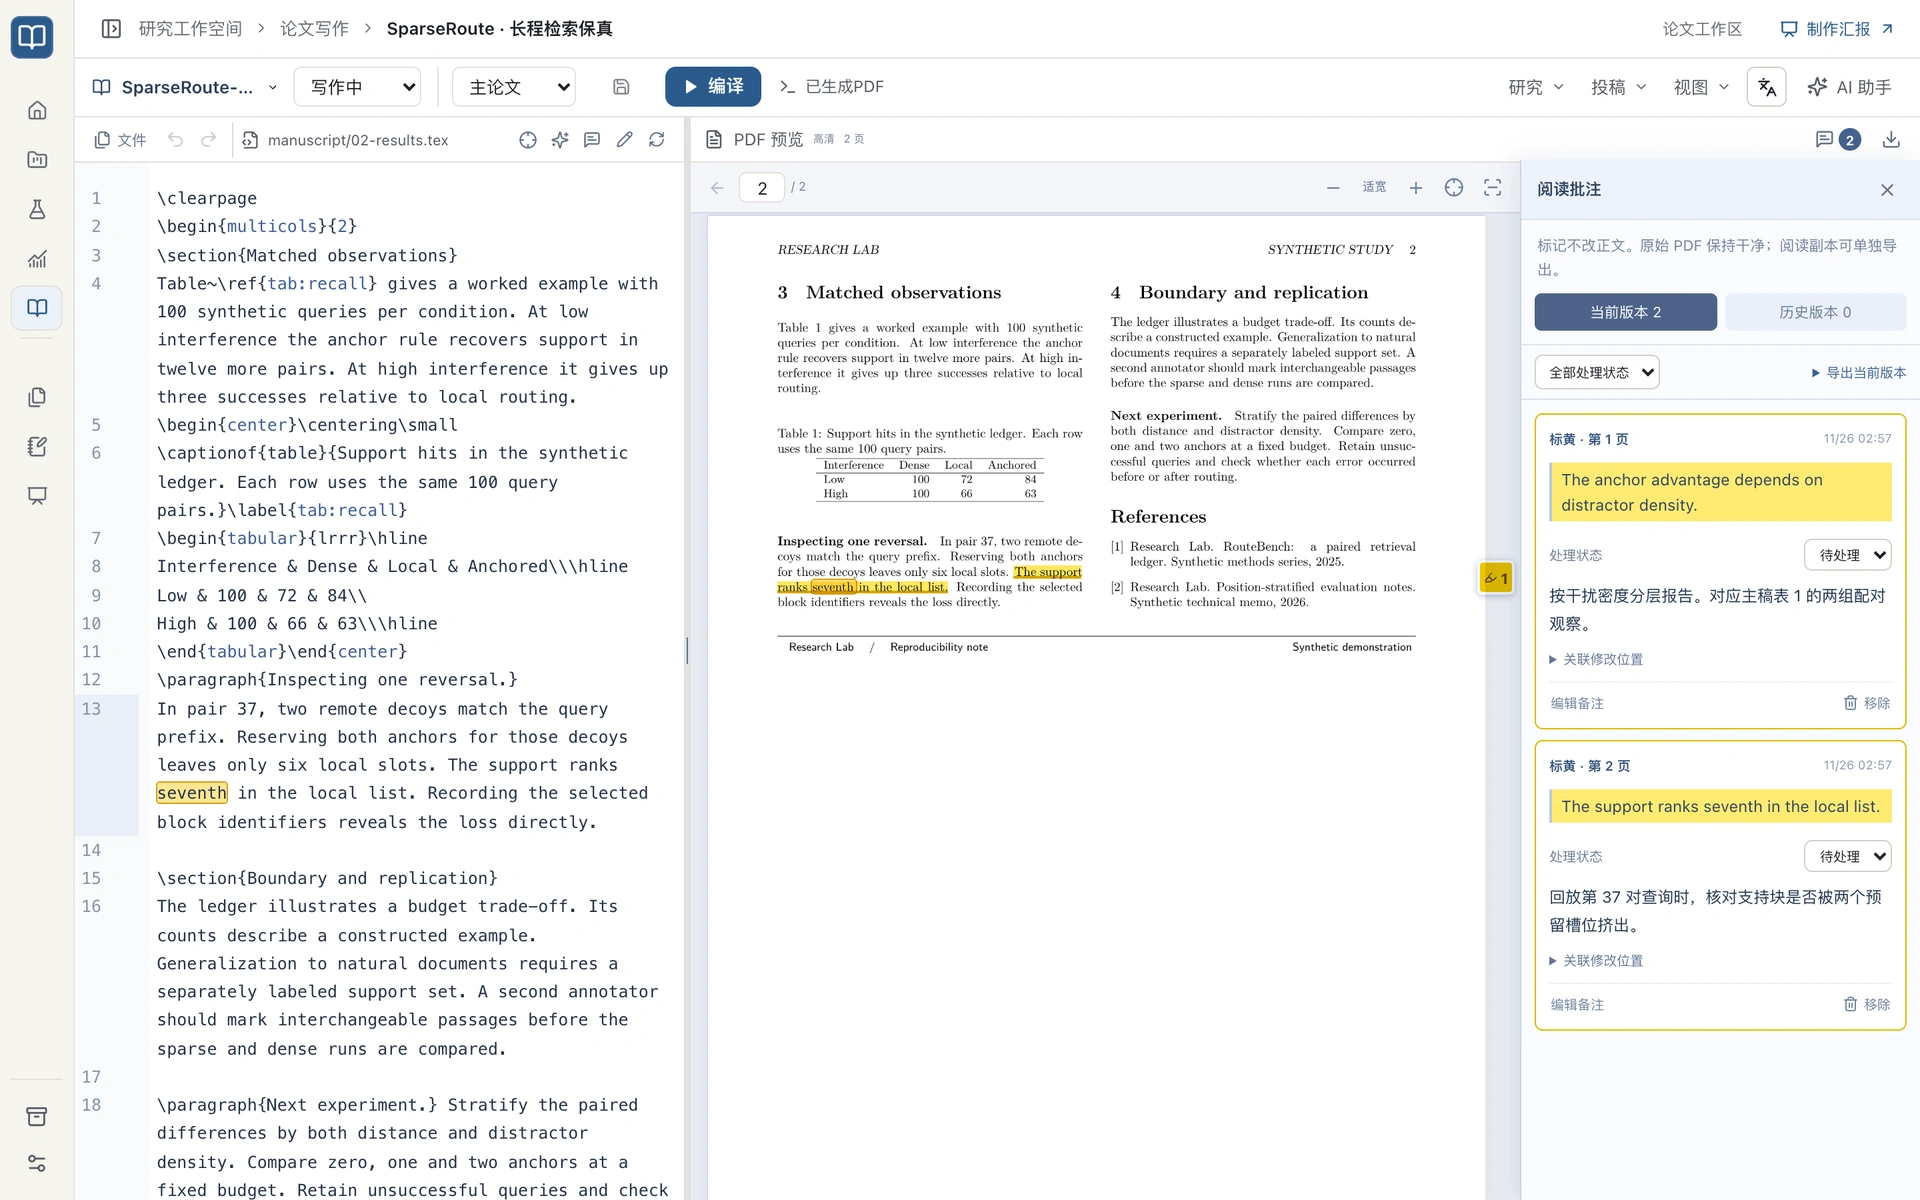 研究工作空间 > 论文写作 > SparseRoute · 长程检索保真
论文工作区 制作汇报
SparseRoute-... 写作中 主论文 编译 已生成PDF
研究 投稿 视图 AI 助手
文件 manuscript/02-results.tex
1 \clearpage
2 \begin{multicols}{2}
3 \section{Matched observations}
4 Table~\ref{tab:recall} gives a worked example with
100 synthetic queries per condition. At low
interference the anchor rule recovers support in
twelve more pairs. At high interference it gives up
three successes relative to local routing.
5 \begin{center}\centering\small
6 \captionof{table}{Support hits in the synthetic
ledger. Each row uses the same 100 query
pairs.}\label{tab:recall}
7 \begin{tabular}{lrrr}\hline
8 Interference & Dense & Local & Anchored\\\hline
9 Low & 100 & 72 & 84\\
10 High & 100 & 66 & 63\\\hline
11 \end{tabular}\end{center}
12 \paragraph{Inspecting one reversal.}
13 In pair 37, two remote decoys match the query
prefix. Reserving both anchors for those decoys
leaves only six local slots. The support ranks
seventh in the local list. Recording the selected
block identifiers reveals the loss directly.
14
15 \section{Boundary and replication}
16 The ledger illustrates a budget trade-off. Its
counts describe a constructed example.
Generalization to natural documents requires a
separately labeled support set. A second annotator
should mark interchangeable passages before the
sparse and dense runs are compared.
17
18 \paragraph{Next experiment.} Stratify the paired
differences by both distance and distractor
density. Compare zero, one and two anchors at a
fixed budget. Retain unsuccessful queries and check
PDF 预览 高清 2 页
2
2 / 2 适宽
RESEARCH LAB
SYNTHETIC STUDY 2
3 Matched observations
Table 1 gives a worked example with 100 synthetic
queries per condition. At low interference the anchor
rule recovers support in twelve more pairs. At high in-
terference it gives up three successes relative to local
routing.
Table 1: Support hits in the synthetic ledger. Each row
uses the same 100 query pairs.
Interference Dense Local Anchored
Low 100 72 84
High 100 66 63
Inspecting one reversal. In pair 37, two remote de-
coys match the query prefix. Reserving both anchors
for those decoys leaves only six local slots. The support
ranks seventh in the local list. Recording the selected
block identifiers reveals the loss directly.
4 Boundary and replication
The ledger illustrates a budget trade-off. Its counts de-
scribe a constructed example. Generalization to natural
documents requires a separately labeled support set. A
second annotator should mark interchangeable passages
before the sparse and dense runs are compared.
Next experiment. Stratify the paired differences by
both distance and distractor density. Compare zero,
one and two anchors at a fixed budget. Retain unsuc-
cessful queries and check whether each error occurred
before or after routing.
References
[1] Research Lab. RouteBench: a paired retrieval
ledger. Synthetic methods series, 2025.
[2] Research Lab. Position-stratified evaluation notes.
Synthetic technical memo, 2026.
Research Lab / Reproducibility note
Synthetic demonstration
1
阅读批注
标记不改正文。原始 PDF 保持干净；阅读副本可单独导
出。
当前版本 2 历史版本 0
全部处理状态 导出当前版本
标黄 · 第 1 页 11/26 02:57
The anchor advantage depends on
distractor density.
处理状态 待处理
按干扰密度分层报告。对应主稿表 1 的两组配对
观察。
关联修改位置
编辑备注 移除
标黄 · 第 2 页 11/26 02:57
The support ranks seventh in the local list.
处理状态 待处理
回放第 37 对查询时，核对支持块是否被两个预
留槽位挤出。
关联修改位置
编辑备注 移除